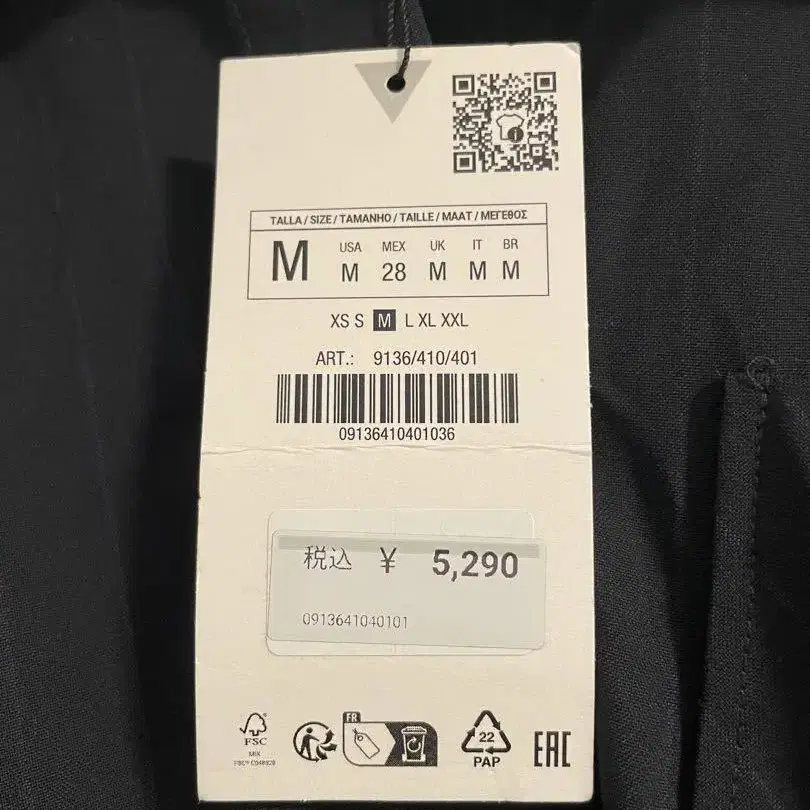 TALLA / SIZE / TAMANHO / TAILLE / MAAT / ΜΕΓΕΘΟΣ
M USA MEX UK IT BR
M 28 M M M
XS S M L XL XXL
ART.: 9136/410/401
09136410401036
税込 ¥ 5,290
0913641040101
FR
FSC
MIX
22
PAP
EAC